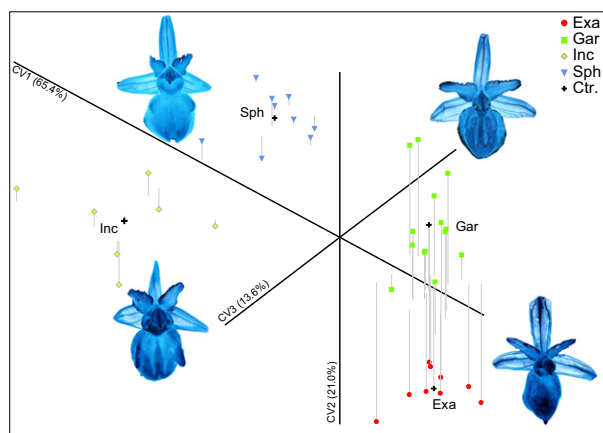 Exa
Gar
Inc
Sph
Ctr.
CV1 (65.4%)
Sph
Gar
Inc
CV3 (13.6%)
CV2 (21.0%)
Exa